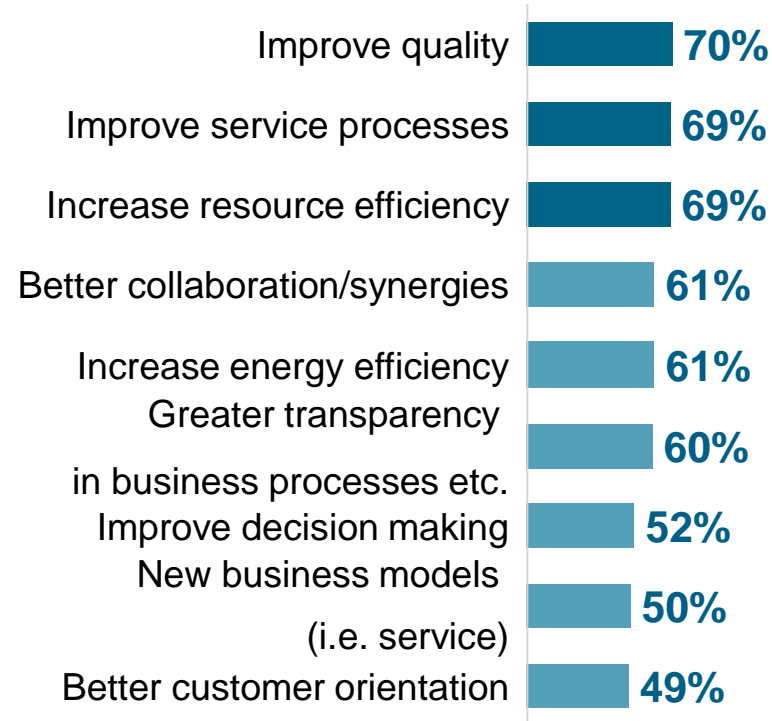 Improve quality 70%
Improve service processes 69%
Increase resource efficiency 69%
Better collaboration/synergies 61%
Increase energy efficiency 61%
Greater transparency
in business processes etc. 60%
Improve decision making 52%
New business models
(i.e. service) 50%
Better customer orientation 49%